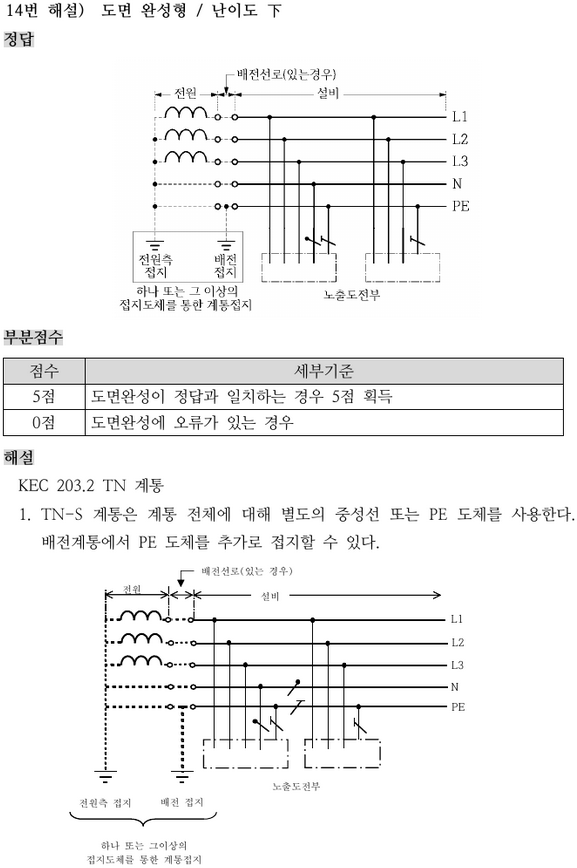 14번 해설) 도면 완성형 / 난이도 下
정답
배전선로(있는경우)
전원
설비
L1
L2
L3
N
PE
전원측
접지
배전
접지
하나 또는 그 이상의
접지도체를 통한 계통접지
노출도전부
부분점수
점수 세부기준
5점 도면완성이 정답과 일치하는 경우 5점 획득
0점 도면완성에 오류가 있는 경우
해설
KEC 203.2 TN 계통
1. TN-S 계통은 계통 전체에 대해 별도의 중성선 또는 PE 도체를 사용한다.
배전계통에서 PE 도체를 추가로 접지할 수 있다.
배전선로(있는 경우)
전원
설비
L1
L2
L3
N
PE
노출도전부
전원측 접지 배전 접지
하나 또는 그이상의
접지도체를 통한 계통접지